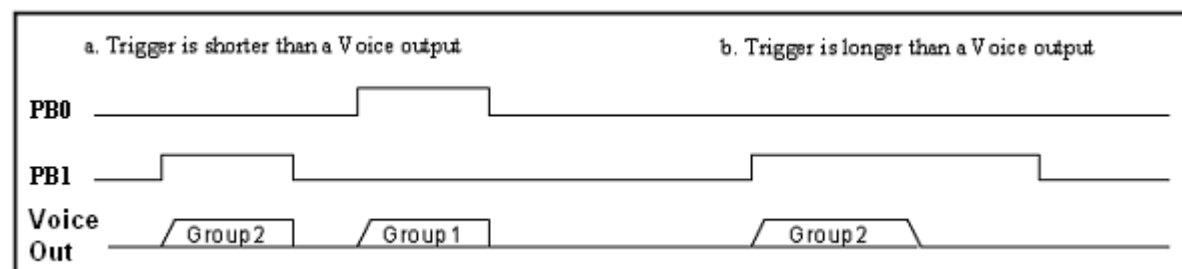 a. Trigger is shorter than a Voice output
b. Trigger is longer than a Voice output
PB0
PB1
Voice
Out
Group2
Group1
Group2